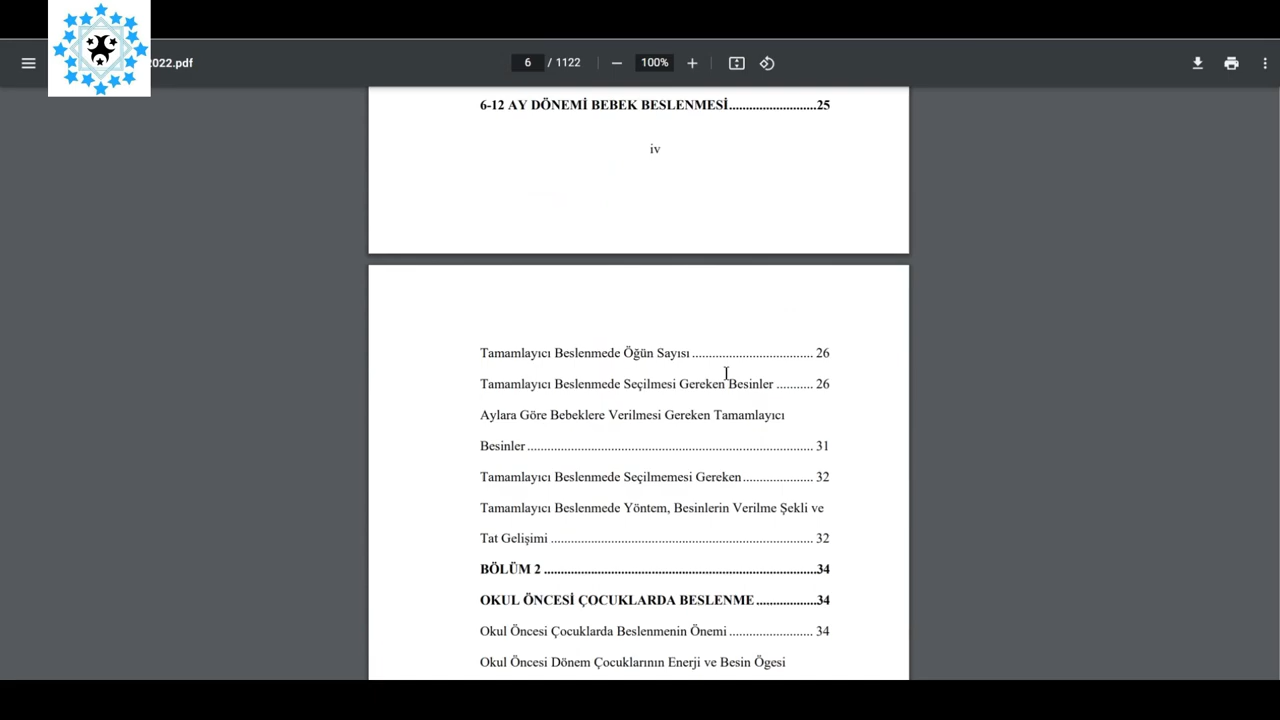 2022.pdf
6 / 1122
100%
6-12 AY DÖNEMİ BEBEK BESLENMESİ..........................25
iv
Tamamlayıcı Beslenmede Öğün Sayısı .................................... 26
Tamamlayıcı Beslenmede Seçilmesi Gereken Besinler ........... 26
Aylara Göre Bebeklere Verilmesi Gereken Tamamlayıcı
Besinler ...................................................................................... 31
Tamamlayıcı Beslenmede Seçilmemesi Gereken ..................... 32
Tamamlayıcı Beslenmede Yöntem, Besinlerin Verilme Şekli ve
Tat Gelişimi ............................................................................... 32
BÖLÜM 2 ..................................................................................34
OKUL ÖNCESİ ÇOCUKLARDA BESLENME ..................34
Okul Öncesi Çocuklarda Beslenmenin Önemi ......................... 34
Okul Öncesi Dönem Çocuklarının Enerji ve Besin Ögesi